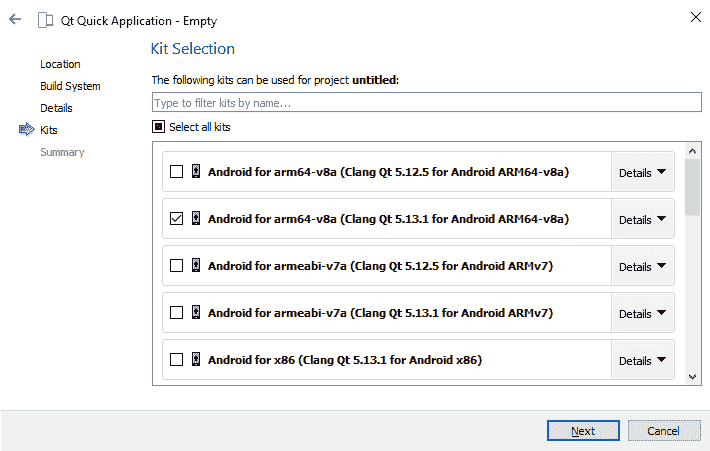 Qt Quick Application - Empty
Kit Selection
Location
Build System
Details
Kits
Summary
The following kits can be used for project untitled:
Type to filter kits by name...
Select all kits
Android for arm64-v8a (Clang Qt 5.12.5 for Android ARM64-v8a) Details
Android for arm64-v8a (Clang Qt 5.13.1 for Android ARM64-v8a) Details
Android for armeabi-v7a (Clang Qt 5.12.5 for Android ARMv7) Details
Android for armeabi-v7a (Clang Qt 5.13.1 for Android ARMv7) Details
Android for x86 (Clang Qt 5.13.1 for Android x86) Details
Next Cancel